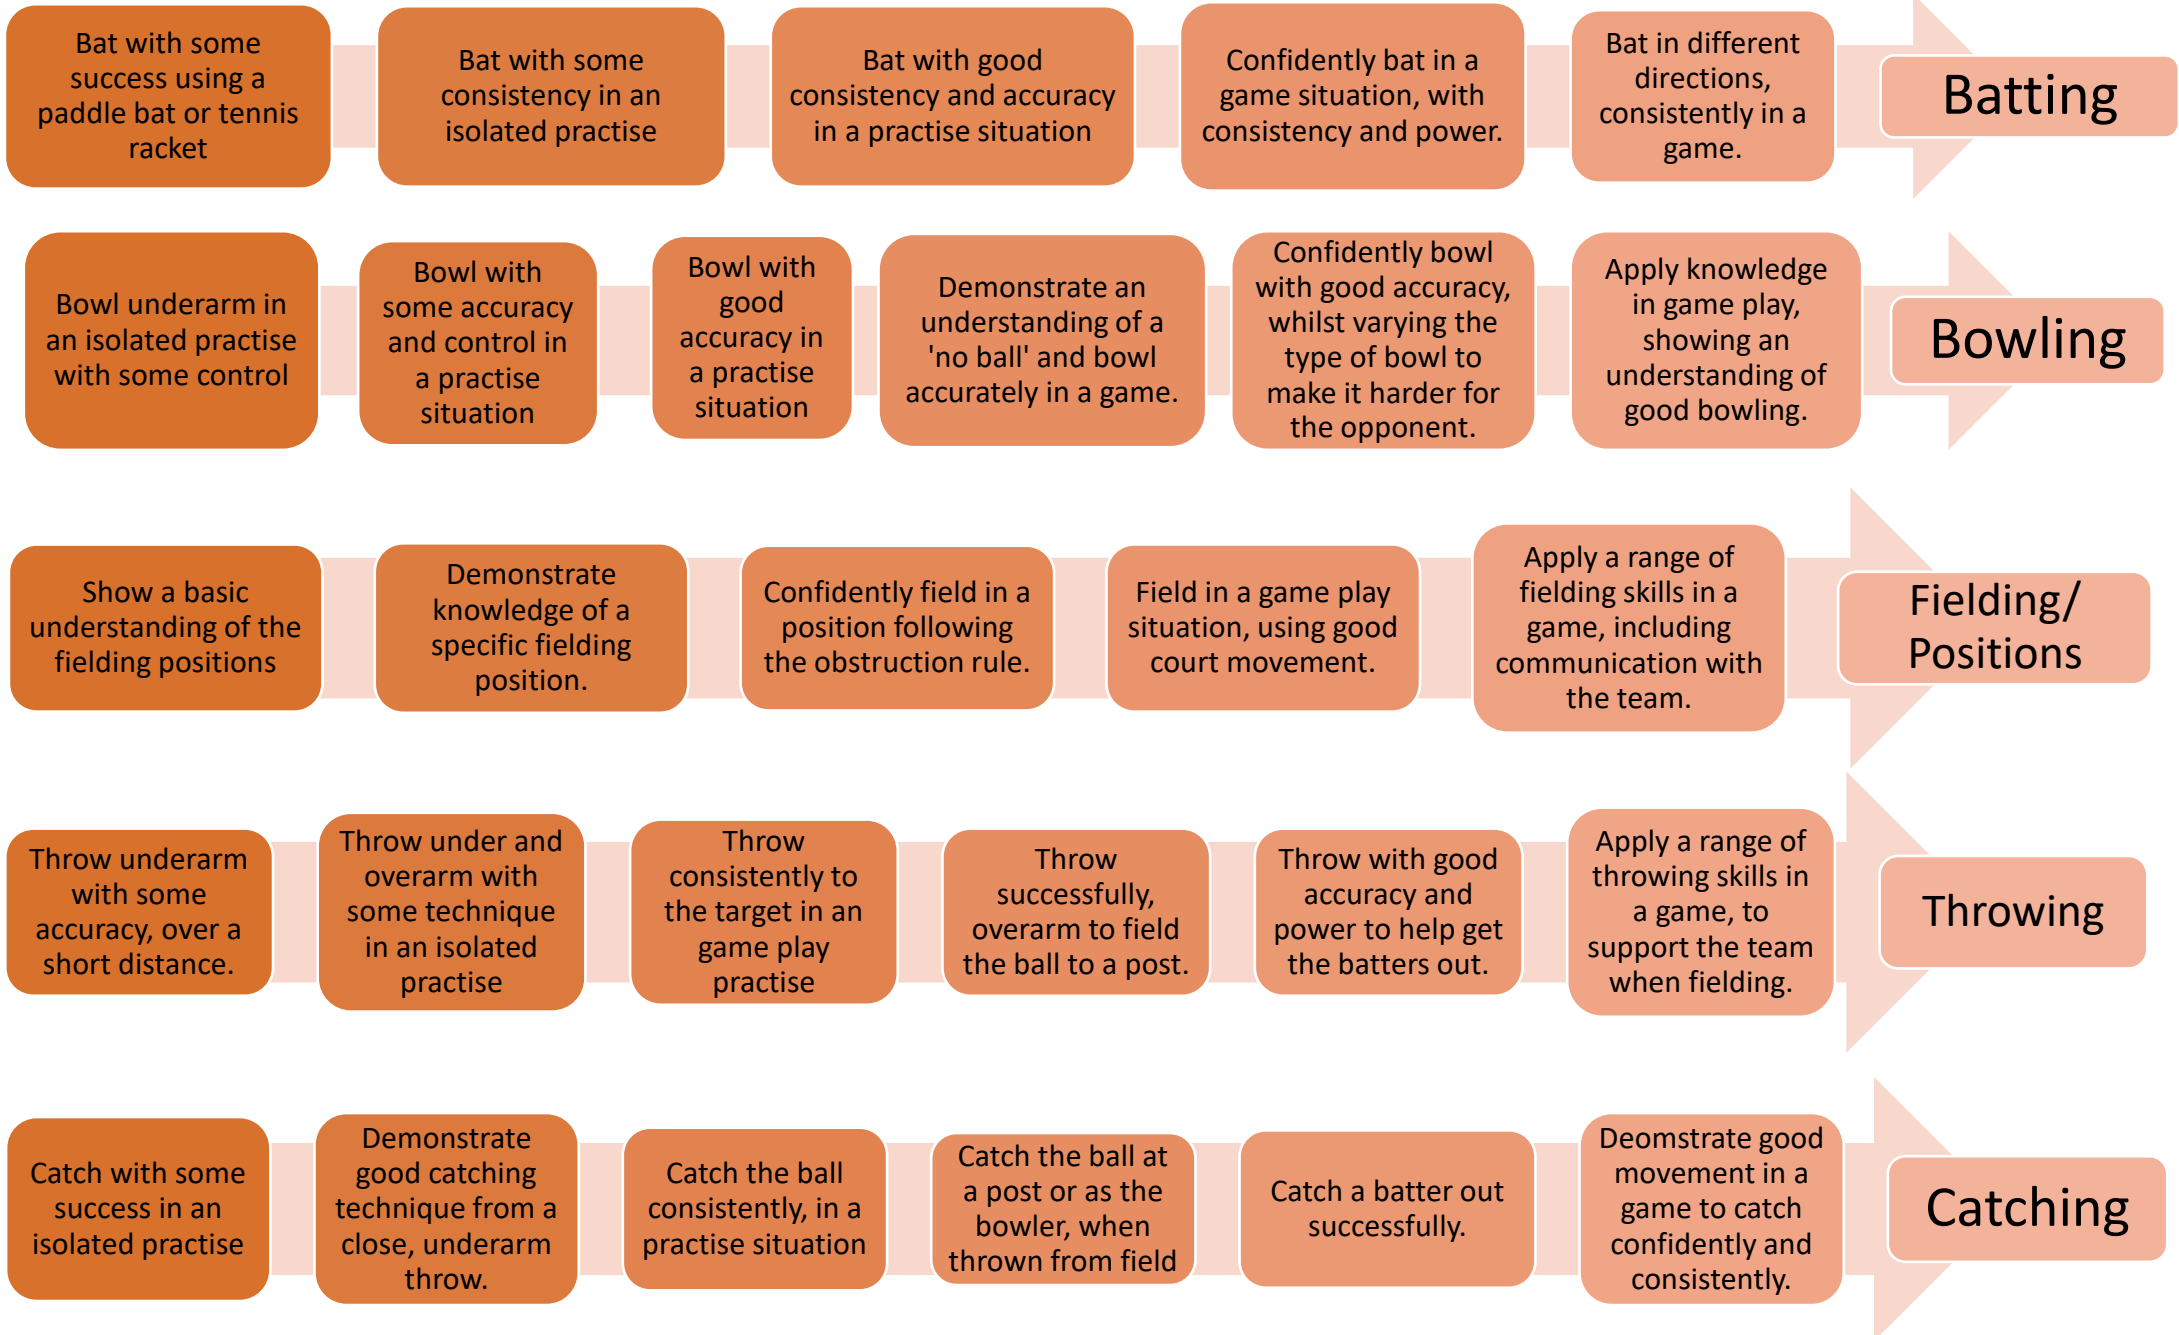 Bat with some
success using a
paddle bat or tennis
racket
Bat with some
consistency in an
isolated practise
Bat with good
consistency and accuracy
in a practise situation
Confidently bat in a
game situation, with
consistency and power.
Bat in different
directions,
consistently in a
game.
Batting
Bowl underarm in
an isolated practise
with some control
Bowl with
some accuracy
and control in
a practise
situation
Bowl with
good
accuracy in
a practise
situation
Demonstrate an
understanding of a
'no ball' and bowl
accurately in a game.
Confidently bowl
with good accuracy,
whilst varying the
type of bowl to
make it harder for
the opponent.
Apply knowledge
in game play,
showing an
understanding of
good bowling.
Bowling
Show a basic
understanding of the
fielding positions
Demonstrate
knowledge of a
specific fielding
position.
Confidently field in a
position following
the obstruction rule.
Field in a game play
situation, using good
court movement.
Apply a range of
fielding skills in a
game, including
communication with
the team.
Fielding/
Positions
Throw underarm
with some
accuracy, over a
short distance.
Throw under and
overarm with
some technique
in an isolated
practise
Throw
consistently to
the target in an
game play
practise
Throw
successfully,
overarm to field
the ball to a post.
Throw with good
accuracy and
power to help get
the batters out.
Apply a range of
throwing skills in
a game, to
support the team
when fielding.
Throwing
Catch with some
success in an
isolated practise
Demonstrate
good catching
technique from a
close, underarm
throw.
Catch the ball
consistently, in a
practise situation
Catch the ball at
a post or as the
bowler, when
thrown from field
Catch a batter out
successfully.
Deomstrate good
movement in a
game to catch
confidently and
consistently.
Catching